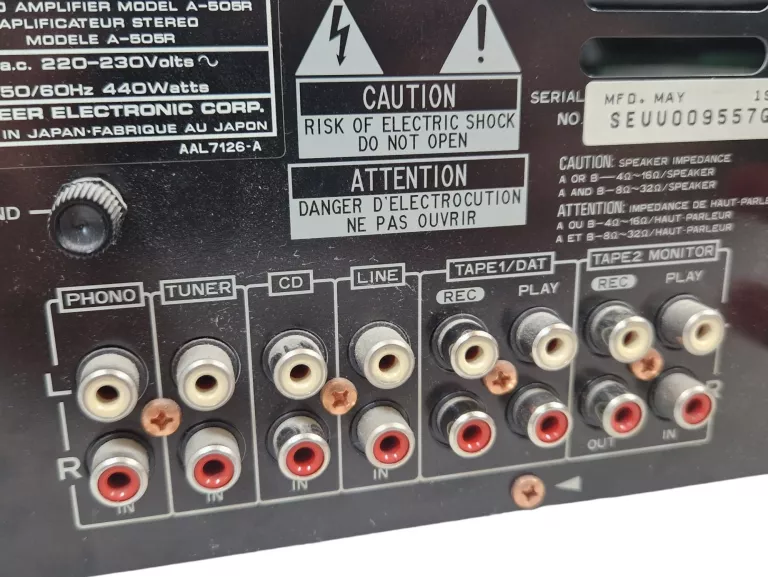 AMPLIFIER MODEL A-505R
AMPLIFICATEUR STEREO
MODELE A-505R
a.c. 220-230Volts ~
50/60Hz 440Watts
EER ELECTRONIC CORP.
IN JAPAN-FABRIQUE AU JAPON
AAL7126-A
CAUTION
RISK OF ELECTRIC SHOCK
DO NOT OPEN
ATTENTION
DANGER D'ELECTROCUTION
NE PAS OUVRIR
SERIAL
NO.
MFD. MAY 19
SEUU009557G
CAUTION: SPEAKER IMPEDANCE
A OR B—4Ω~16Ω/SPEAKER
A AND B-8Ω~32Ω/SPEAKER
ATTENTION: IMPEDANCE DE HAUT-PARLE
A OU B-4Ω~16Ω/HAUT-PARLEUR
A ET B-8Ω~32Ω/HAUT-PARLEUR
ND
PHONO
TUNER
CD
LINE
TAPE1/DAT
TAPE2 MONITOR
REC
PLAY
REC
PLAY
L
R
R
IN
IN
IN
IN
OUT
IN